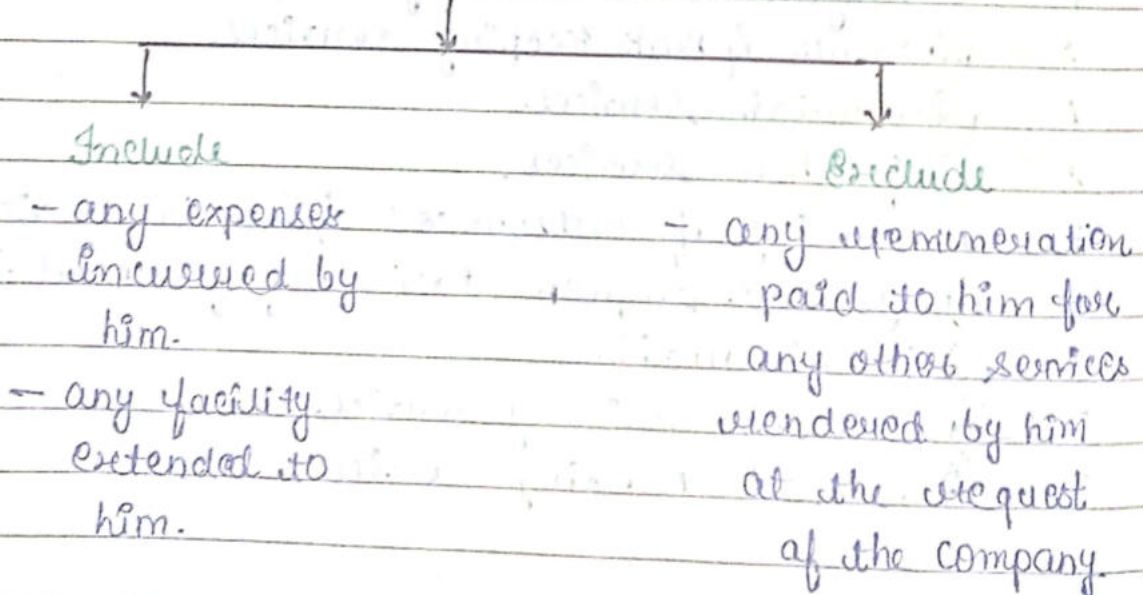 Include
- any expenses
incurred by
him.
- any facility
extended to
him.
Exclude
- any remuneration
paid to him for
any other services
rendered by him
at the request
of the company.